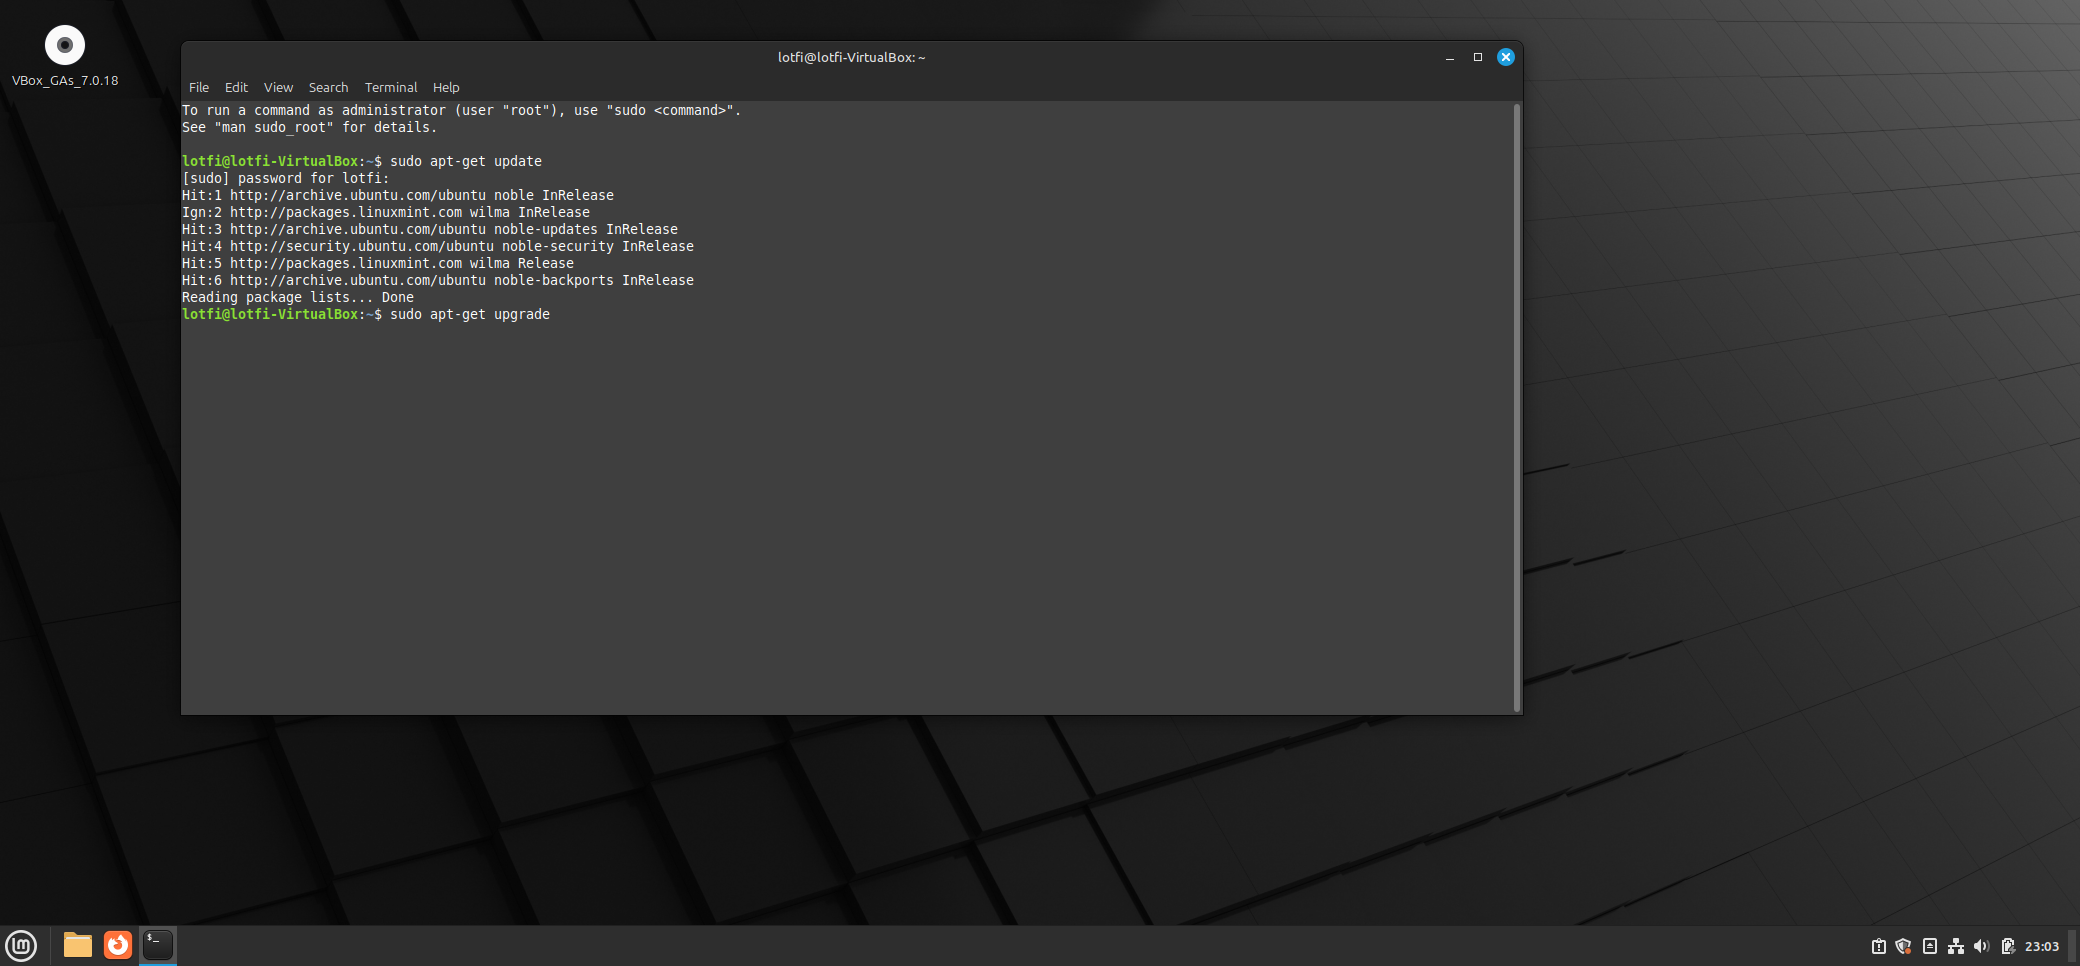 VBox_GAs_7.0.18
lotfi@lotfi-VirtualBox: ~
File Edit View Search Terminal Help
To run a command as administrator (user "root"), use "sudo <command>".
See "man sudo_root" for details.
lotfi@lotfi-VirtualBox:~$ sudo apt-get update
[sudo] password for lotfi:
Hit:1 http://archive.ubuntu.com/ubuntu noble InRelease
Ign:2 http://packages.linuxmint.com wilma InRelease
Hit:3 http://archive.ubuntu.com/ubuntu noble-updates InRelease
Hit:4 http://security.ubuntu.com/ubuntu noble-security InRelease
Hit:5 http://packages.linuxmint.com wilma Release
Hit:6 http://archive.ubuntu.com/ubuntu noble-backports InRelease
Reading package lists... Done
lotfi@lotfi-VirtualBox:~$ sudo apt-get upgrade
23:03